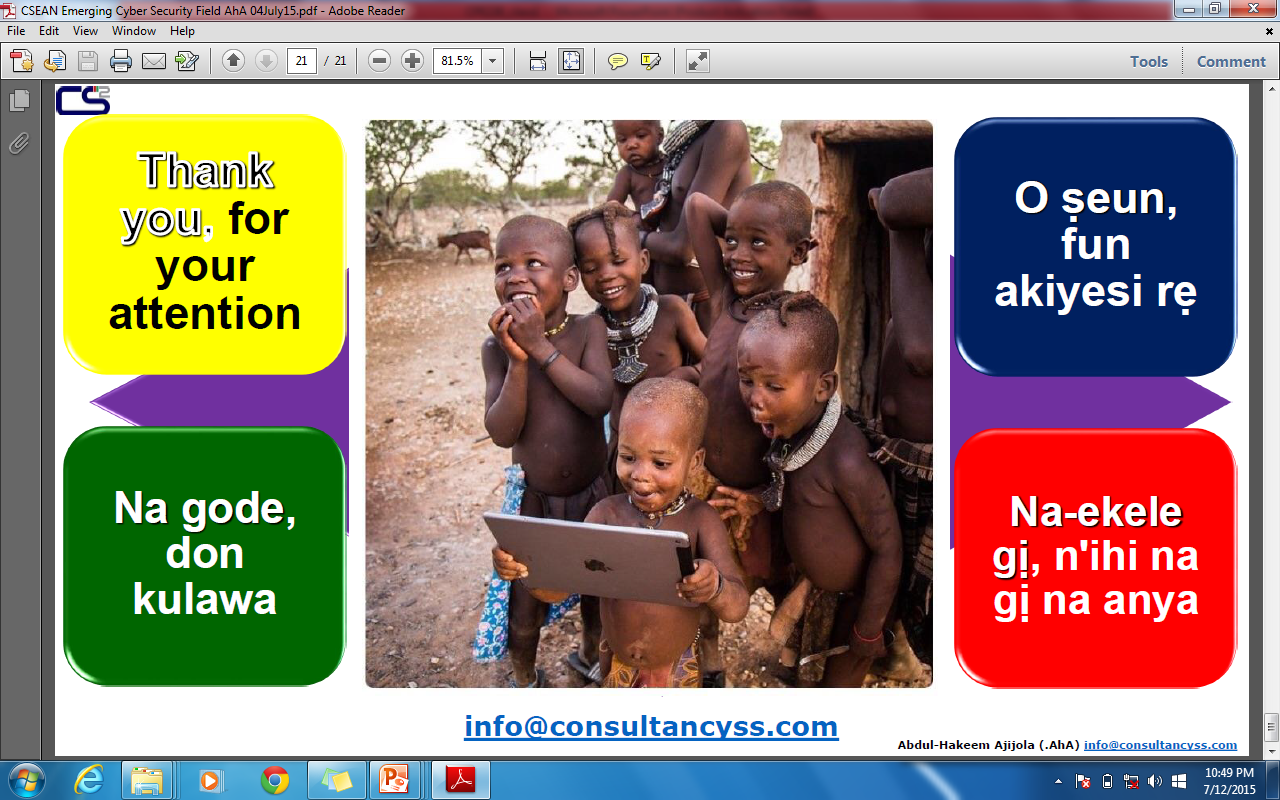 CSEAN Emerging Cyber Security Field AhA 04July15.pdf - Adobe Reader
File Edit View Window Help
21 / 21 81.5% Tools Comment
CS2
Thank
you, for
your
attention
O ṣeun,
fun
akiyesi rẹ
Na gode,
don
kulawa
Na-ekele
gị, n'ihi na
gị na anya
info@consultancyss.com
Abdul-Hakeem Ajijola (.AhA) info@consultancyss.com
10:49 PM
7/12/2015